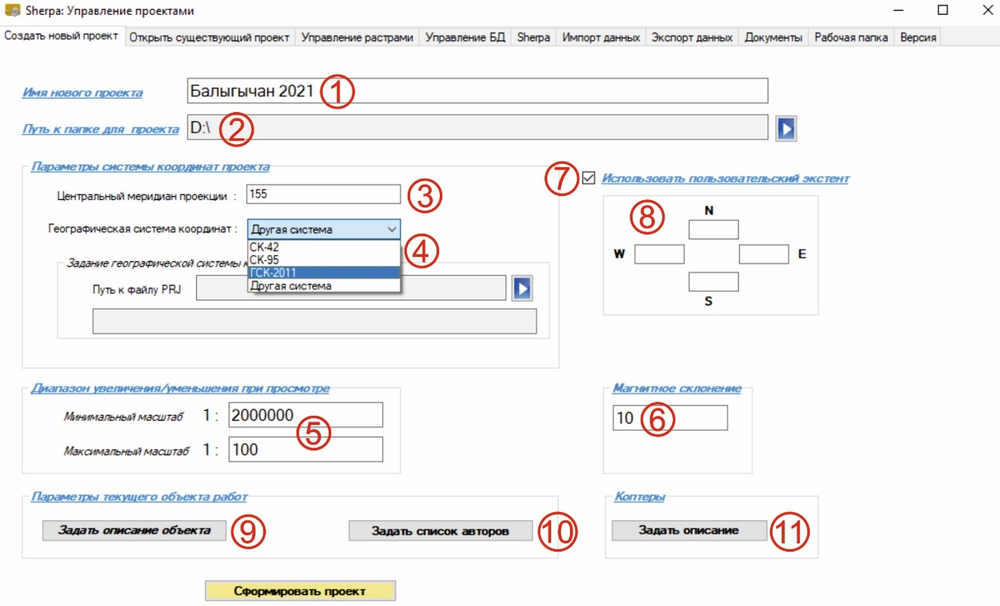 Sherpa: Управление проектами
Создать новый проект Открыть существующий проект Управление растрами Управление БД Sherpa Импорт данных Экспорт данных Документы Рабочая папка Версия
Имя нового проекта Балыгычан 2021 1
Путь к папке для проекта D:\ 2
Параметры системы координат проекта
7 Использовать пользовательский экстент
Центральный меридиан проекции : 155 3
8 N
Географическая система координат : Другая система 4
W E
СК-42
СК-95
Задание географической системы к
ГСК-2011
Другая система
Путь к файлу PRJ
S
Диапазон увеличения/уменьшения при просмотре
Магнитное склонение
Минимальный масштаб 1 : 2000000
10 6
5
Максимальный масштаб 1 : 100
Параметры текущего объекта работ
Коптеры
Задать описание объекта 9 Задать список авторов 10 Задать описание 11
Сформировать проект